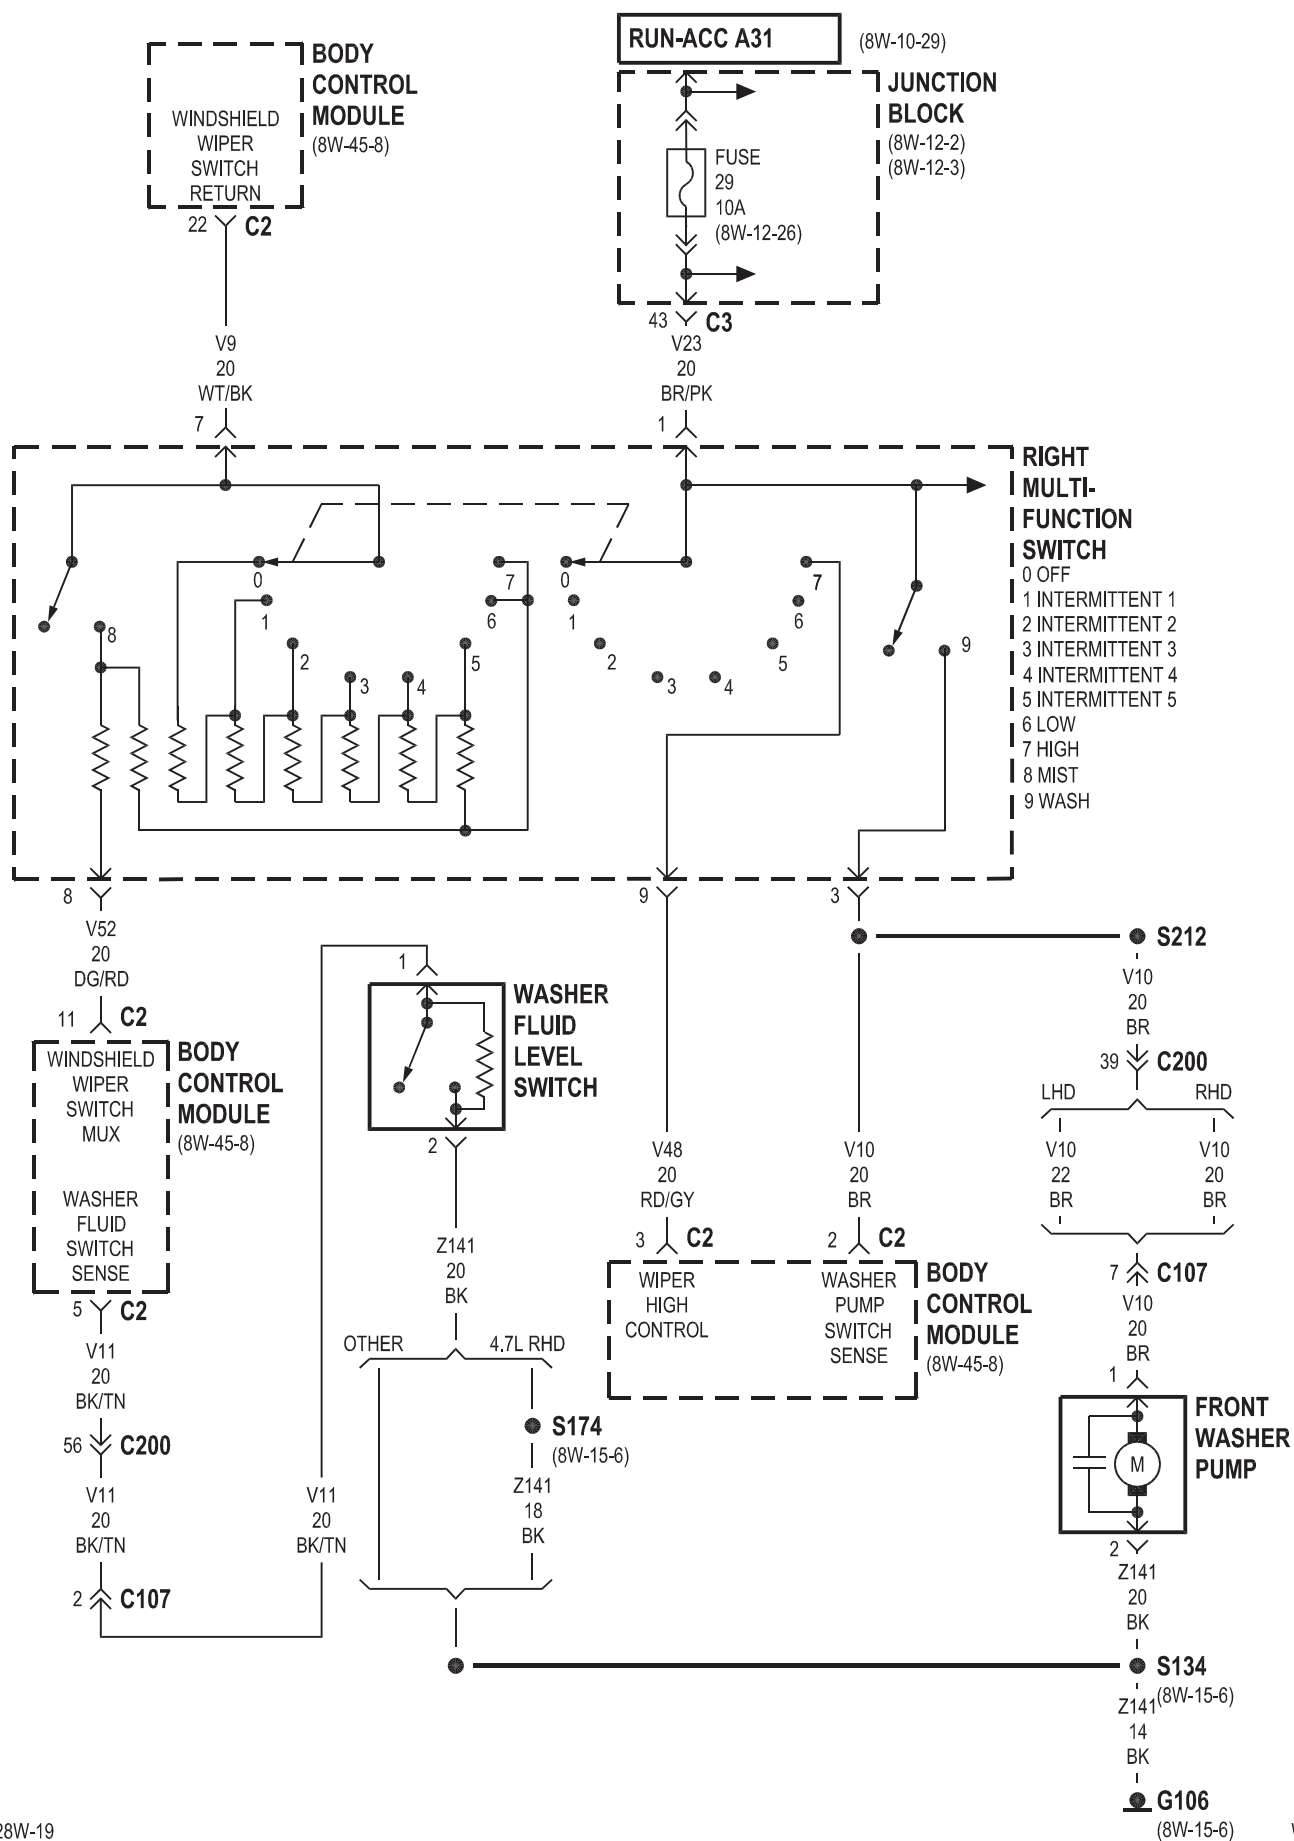 BODY
CONTROL
MODULE
(8W-45-8)
WINDSHIELD
WIPER
SWITCH
RETURN
22
C2
V9
20
WT/BK
7
RUN-ACC A31
(8W-10-29)
JUNCTION
BLOCK
(8W-12-2)
(8W-12-3)
FUSE
29
10A
(8W-12-26)
43
C3
V23
20
BR/PK
1
RIGHT
MULTI-
FUNCTION
SWITCH
0 OFF
1 INTERMITTENT 1
2 INTERMITTENT 2
3 INTERMITTENT 3
4 INTERMITTENT 4
5 INTERMITTENT 5
6 LOW
7 HIGH
8 MIST
9 WASH
8
0
1
2
3
4
5
6
7
0
1
2
3
4
5
6
7
9
8
V52
20
DG/RD
11
C2
WINDSHIELD
WIPER
SWITCH
MUX
WASHER
FLUID
SWITCH
SENSE
BODY
CONTROL
MODULE
(8W-45-8)
5
C2
V11
20
BK/TN
56
C200
V11
20
BK/TN
2
C107
V11
20
BK/TN
1
WASHER
FLUID
LEVEL
SWITCH
2
Z141
20
BK
OTHER
4.7L RHD
S174
(8W-15-6)
Z141
18
BK
9
V48
20
RD/GY
3
C2
WIPER
HIGH
CONTROL
3
V10
20
BR
2
C2
WASHER
PUMP
SWITCH
SENSE
BODY
CONTROL
MODULE
(8W-45-8)
S212
V10
20
BR
39
C200
LHD
RHD
V10
22
BR
V10
20
BR
7
C107
V10
20
BR
1
FRONT
WASHER
PUMP
M
2
Z141
20
BK
S134
(8W-15-6)
Z141
14
BK
G106
(8W-15-6)
28W-19